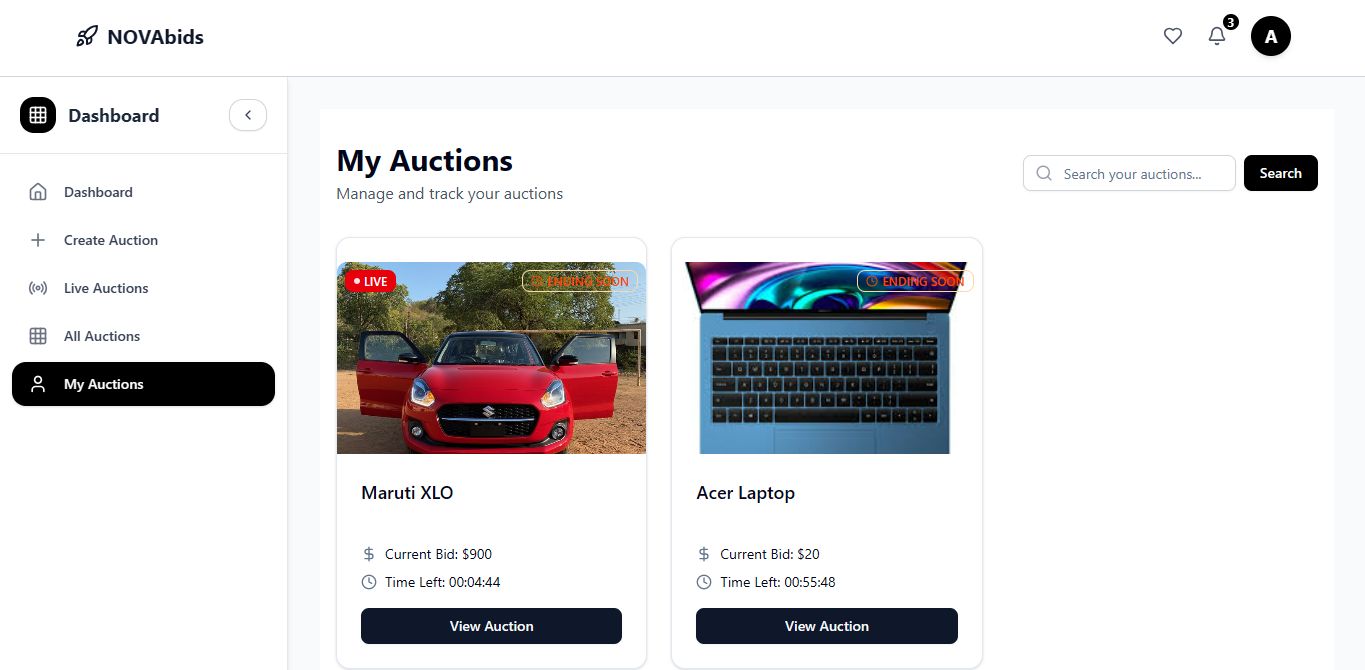 NOVAbids
3
A
Dashboard
Dashboard
Create Auction
Live Auctions
All Auctions
My Auctions
My Auctions
Manage and track your auctions
Search your auctions...
Search
LIVE
ENDING SOON
Maruti XLO
Current Bid: $900
Time Left: 00:04:44
View Auction
ENDING SOON
Acer Laptop
Current Bid: $20
Time Left: 00:55:48
View Auction